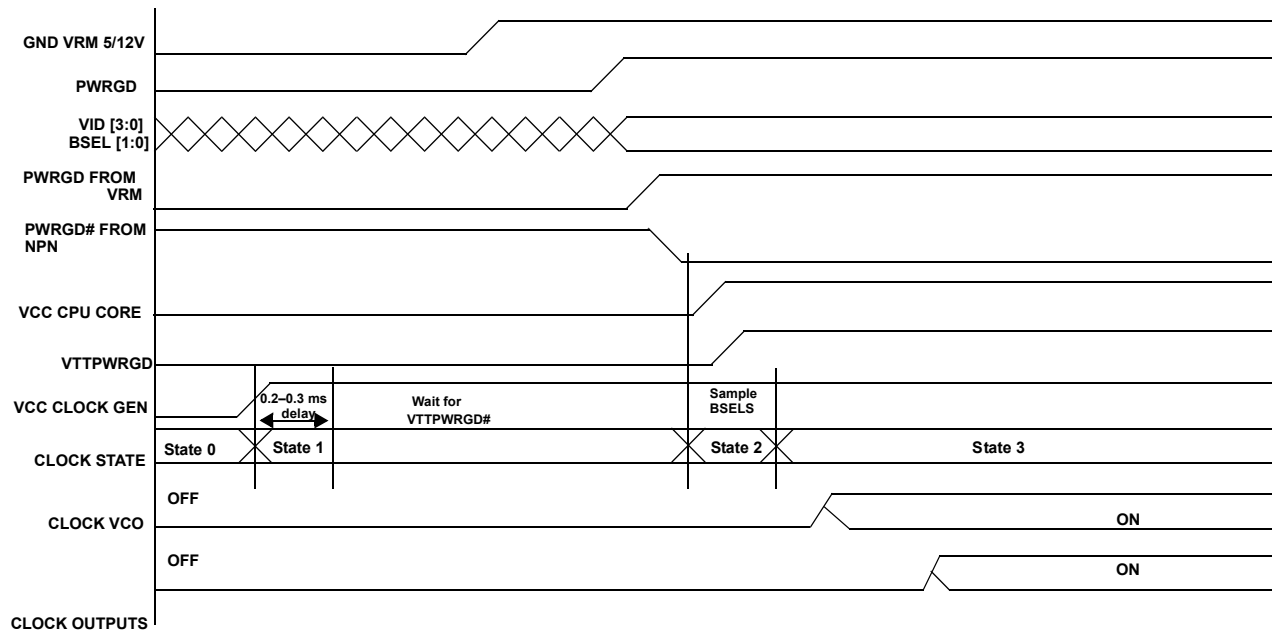 GND VRM 5/12V
PWRGD
VID [3:0]
BSEL [1:0]
PWRGD FROM
VRM
PWRGD# FROM
NPN
VCC CPU CORE
VTTPWRGD
VCC CLOCK GEN
0.2–0.3 ms
delay
Wait for
VTTPWRGD#
Sample
BSELS
CLOCK STATE
State 0
State 1
State 2
State 3
OFF
CLOCK VCO
ON
OFF
ON
CLOCK OUTPUTS